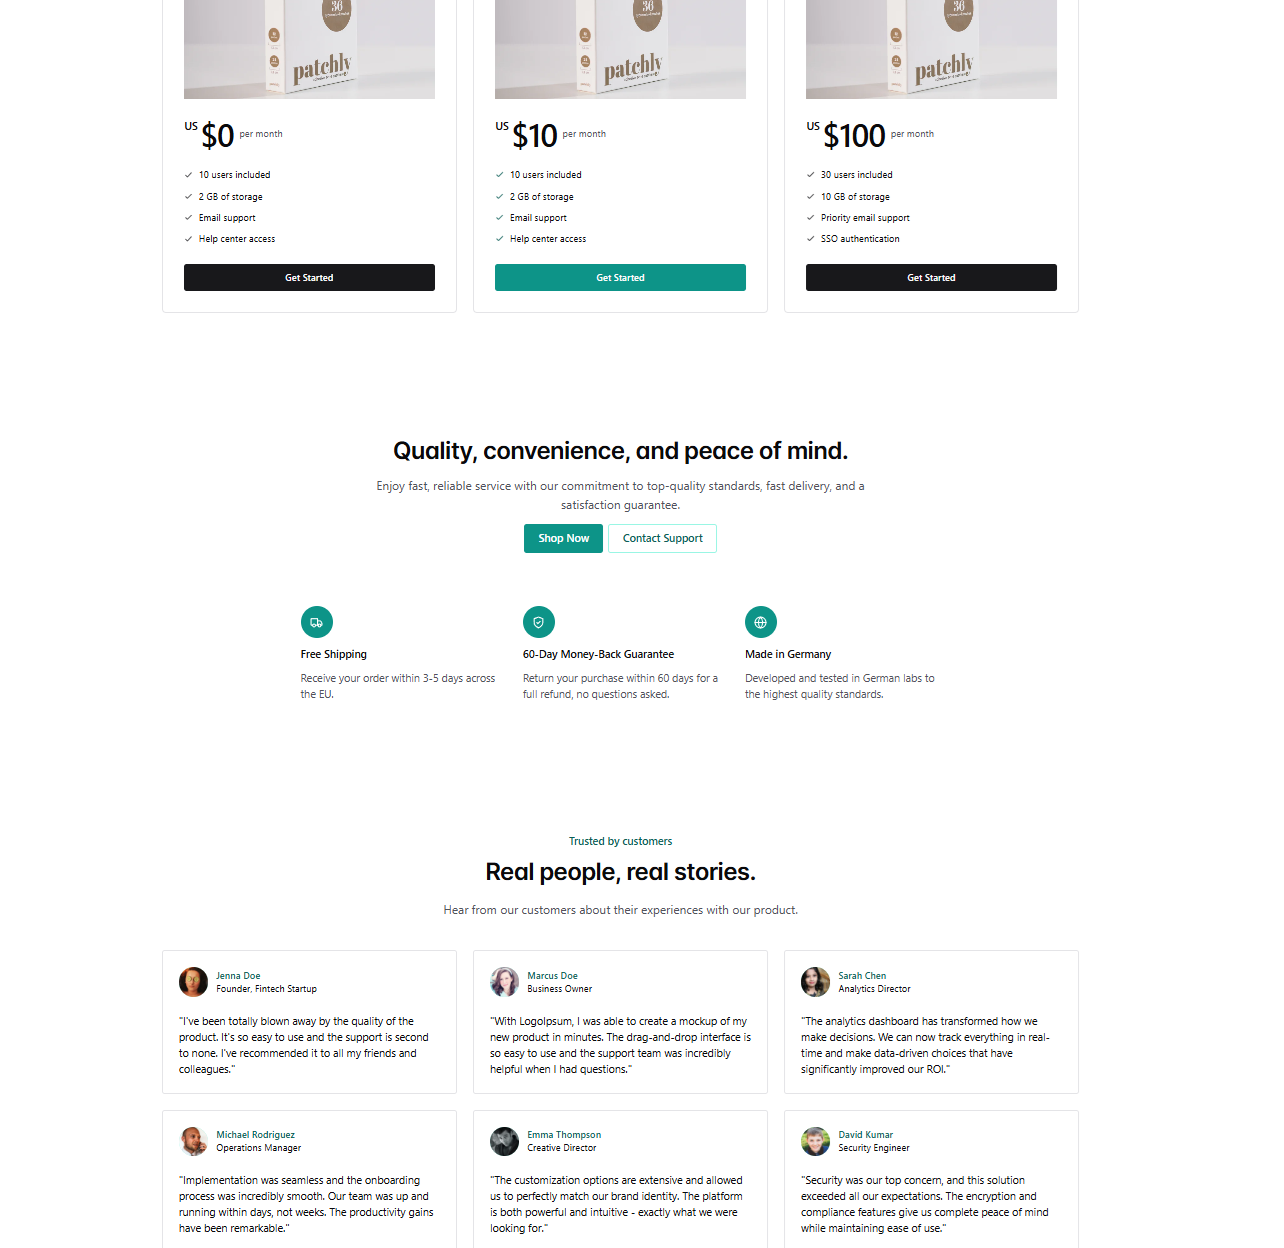 36
patchly
36
patchly
36
patchly
US $0 per month
10 users included
2 GB of storage
Email support
Help center access
Get Started
US $10 per month
10 users included
2 GB of storage
Email support
Help center access
Get Started
US $100 per month
30 users included
10 GB of storage
Priority email support
SSO authentication
Get Started
Quality, convenience, and peace of mind.
Enjoy fast, reliable service with our commitment to top-quality standards, fast delivery, and a
satisfaction guarantee.
Shop Now
Contact Support
Free Shipping
Receive your order within 3-5 days across
the EU.
60-Day Money-Back Guarantee
Return your purchase within 60 days for a
full refund, no questions asked.
Made in Germany
Developed and tested in German labs to
the highest quality standards.
Trusted by customers
Real people, real stories.
Hear from our customers about their experiences with our product.
Jenna Doe
Founder, Fintech Startup
"I've been totally blown away by the quality of the
product. It's so easy to use and the support is second
to none. I've recommended it to all my friends and
colleagues."
Marcus Doe
Business Owner
"With LogoIpsum, I was able to create a mockup of my
new product in minutes. The drag-and-drop interface is
so easy to use and the support team was incredibly
helpful when I had questions."
Sarah Chen
Analytics Director
"The analytics dashboard has transformed how we
make decisions. We can now track everything in real-
time and make data-driven choices that have
significantly improved our ROI."
Michael Rodriguez
Operations Manager
"Implementation was seamless and the onboarding
process was incredibly smooth. Our team was up and
running within days, not weeks. The productivity gains
have been remarkable."
Emma Thompson
Creative Director
"The customization options are extensive and allowed
us to perfectly match our brand identity. The platform
is both powerful and intuitive - exactly what we were
looking for."
David Kumar
Security Engineer
"Security was our top concern, and this solution
exceeded all our expectations. The encryption and
compliance features give us complete peace of mind
while maintaining ease of use."